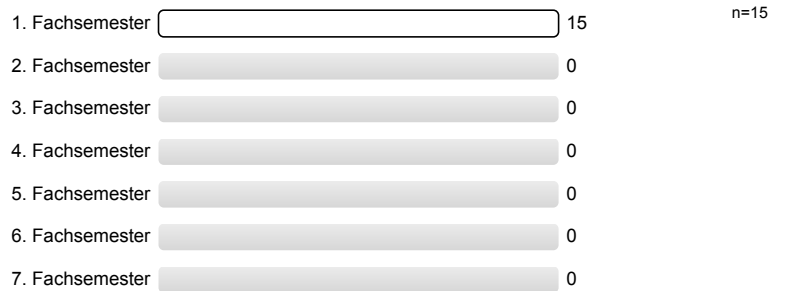 1. Fachsemester 15 n=15
2. Fachsemester 0
3. Fachsemester 0
4. Fachsemester 0
5. Fachsemester 0
6. Fachsemester 0
7. Fachsemester 0